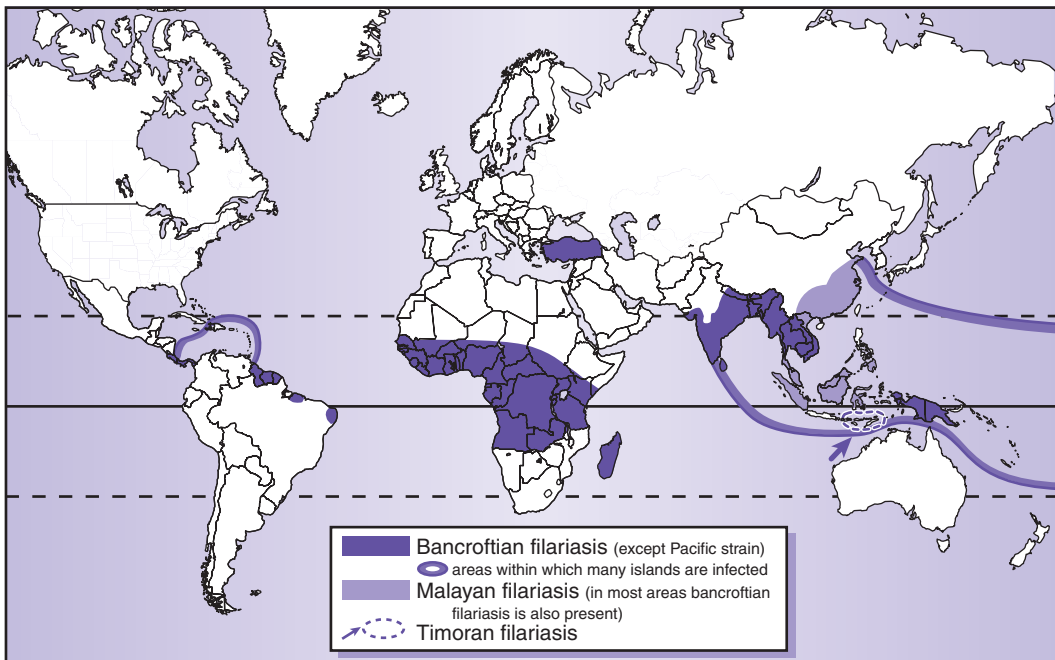 Bancroftian filariasis (except Pacific strain)
areas within which many islands are infected
Malayan filariasis (in most areas bancroftian
filariasis is also present)
Timoran filariasis